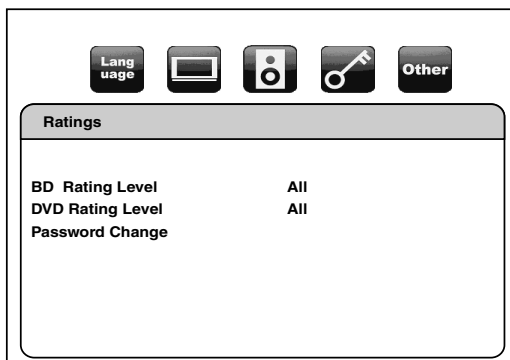 Lang
uage
Other
Ratings
BD Rating Level All
DVD Rating Level All
Password Change